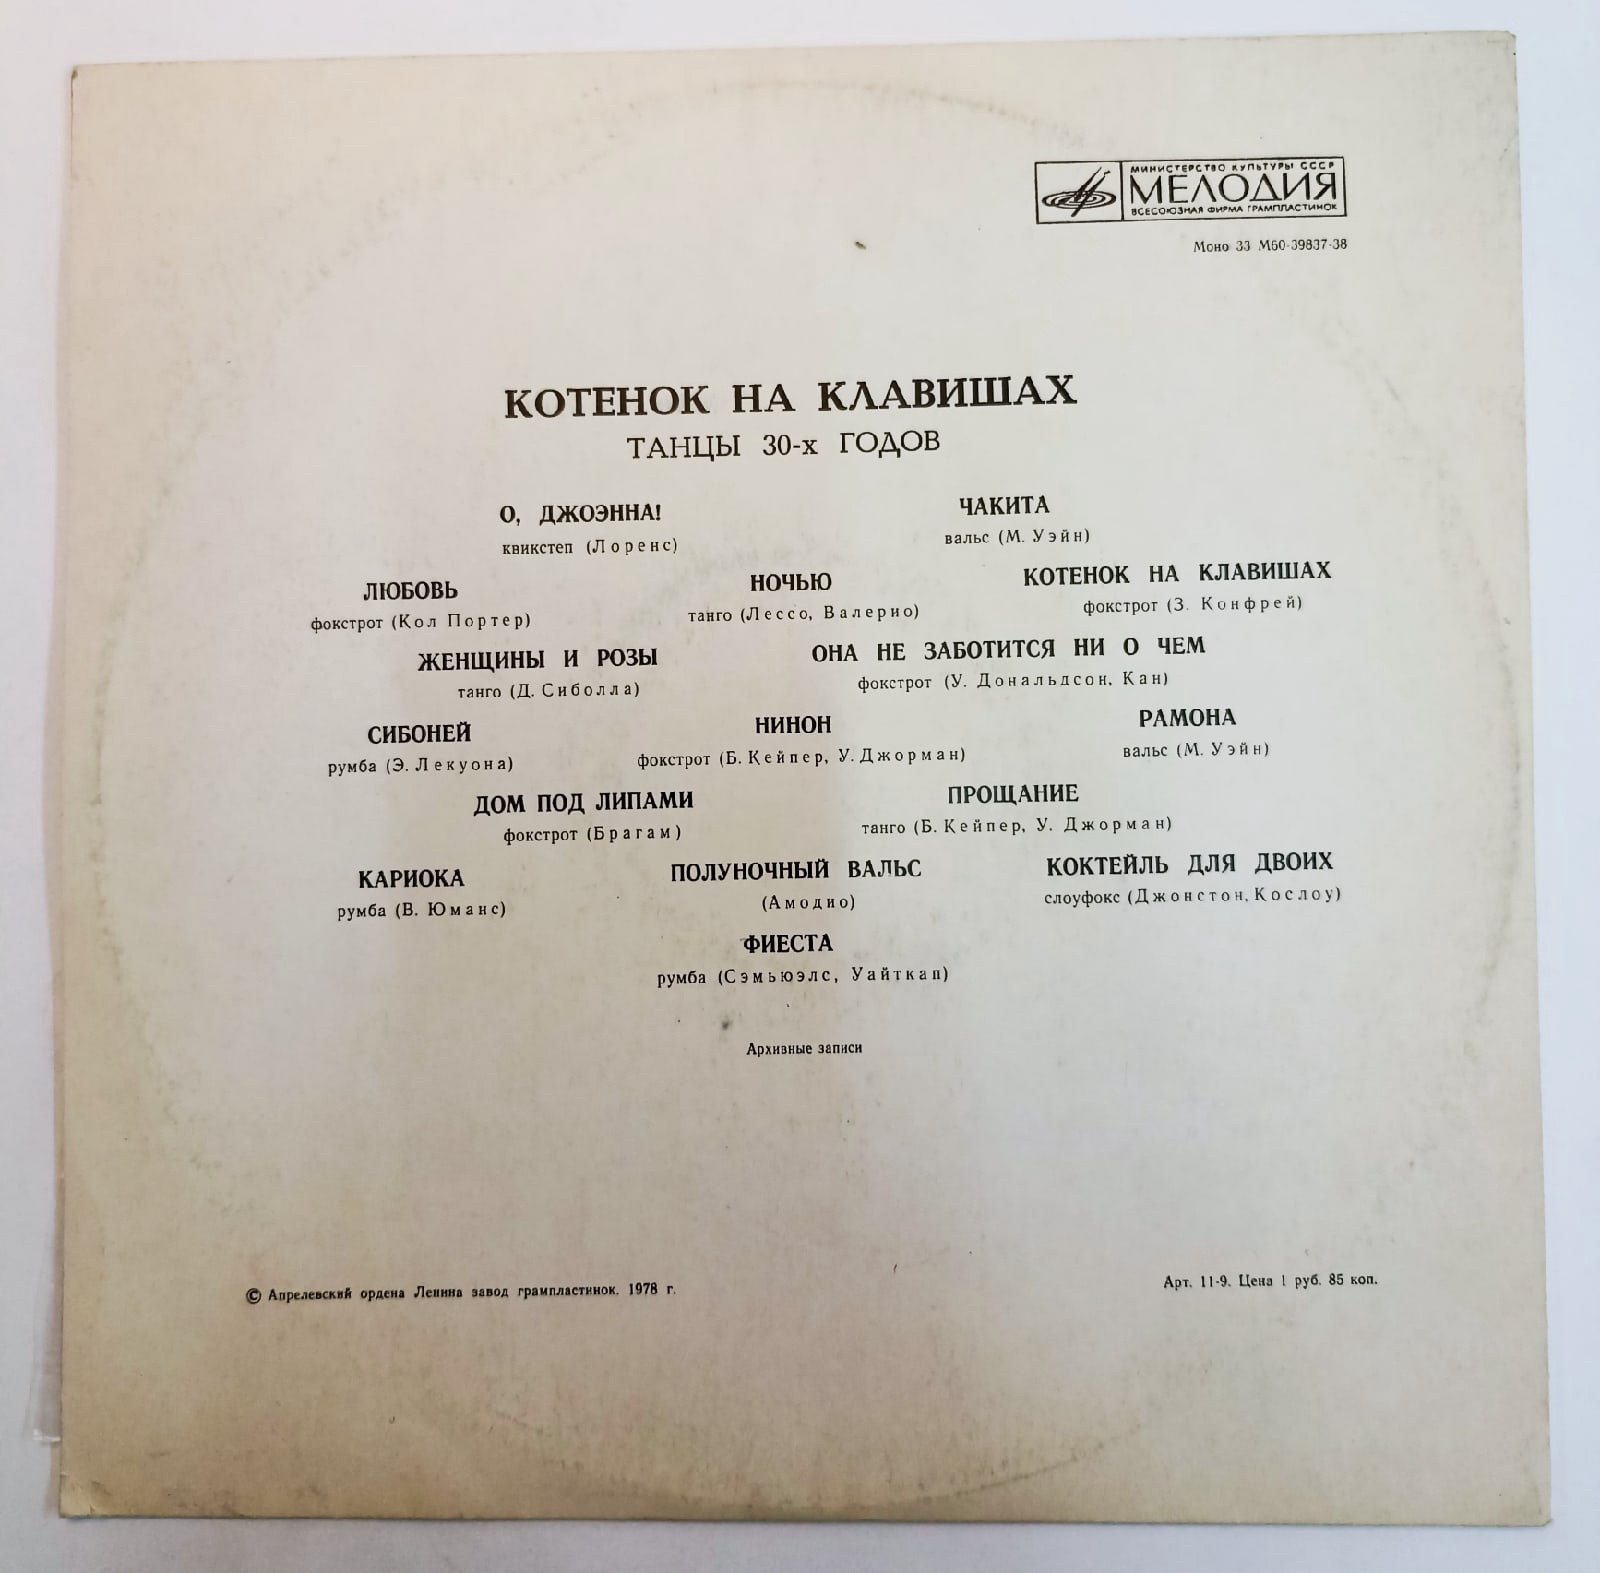 МИНИСТЕРСТВО КУЛЬТУРЫ СССР
МЕЛОДИЯ
ВСЕСОЮЗНАЯ ФИРМА ГРАМПЛАСТИНОК
Моно 33 М60-39837-38
КОТЕНОК НА КЛАВИШАХ
ТАНЦЫ 30-х ГОДОВ
О, ДЖОЭННА! ЧАКИТА
квикстеп (Лоренс) вальс (М. Уэйн)
ЛЮБОВЬ НОЧЬЮ КОТЕНОК НА КЛАВИШАХ
фокстрот (Кол Портер) танго (Лессо, Валерио) фокстрот (З. Конфрей)
ЖЕНЩИНЫ И РОЗЫ ОНА НЕ ЗАБОТИТСЯ НИ О ЧЕМ
танго (Д. Сиболла) фокстрот (У. Дональдсон, Кан)
СИБОНЕЙ НИНОН РАМОНА
румба (Э. Лекуона) фокстрот (Б. Кейпер, У. Джорман) вальс (М. Уэйн)
ДОМ ПОД ЛИПАМИ ПРОЩАНИЕ
фокстрот (Брагам) танго (Б. Кейпер, У. Джорман)
КАРИОКА ПОЛУНОЧНЫЙ ВАЛЬС КОКТЕЙЛЬ ДЛЯ ДВОИХ
румба (В. Юманс) (Амодио) слоуфокс (Джонстон, Кослоу)
ФИЕСТА
румба (Сэмьюэлс, Уайткап)
Архивные записи
© Апрелевский ордена Ленина завод грампластинок. 1978 г. Арт. 11-9. Цена 1 руб. 85 коп.